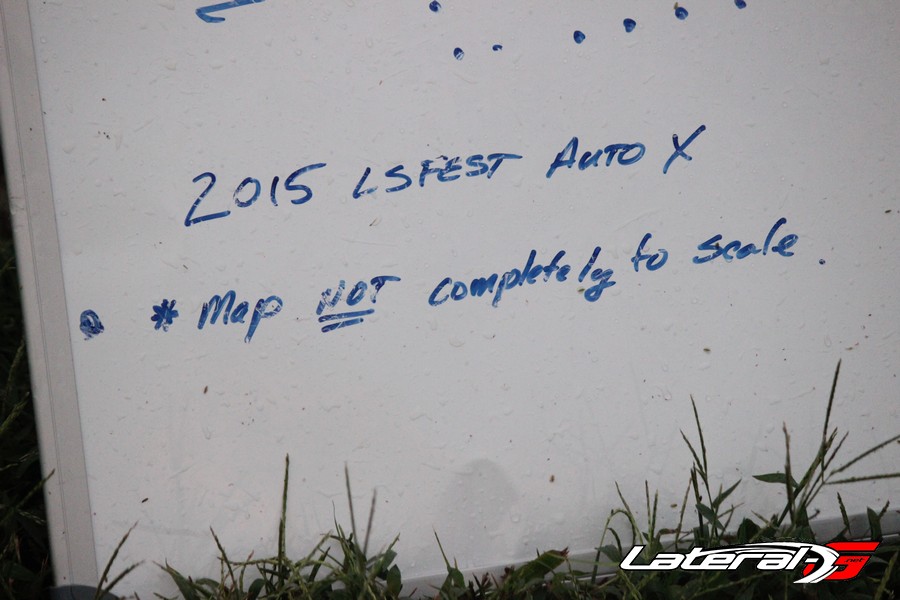 2015 LSFEST AUTO X
* Map NOT completely to scale.
Lateral-G